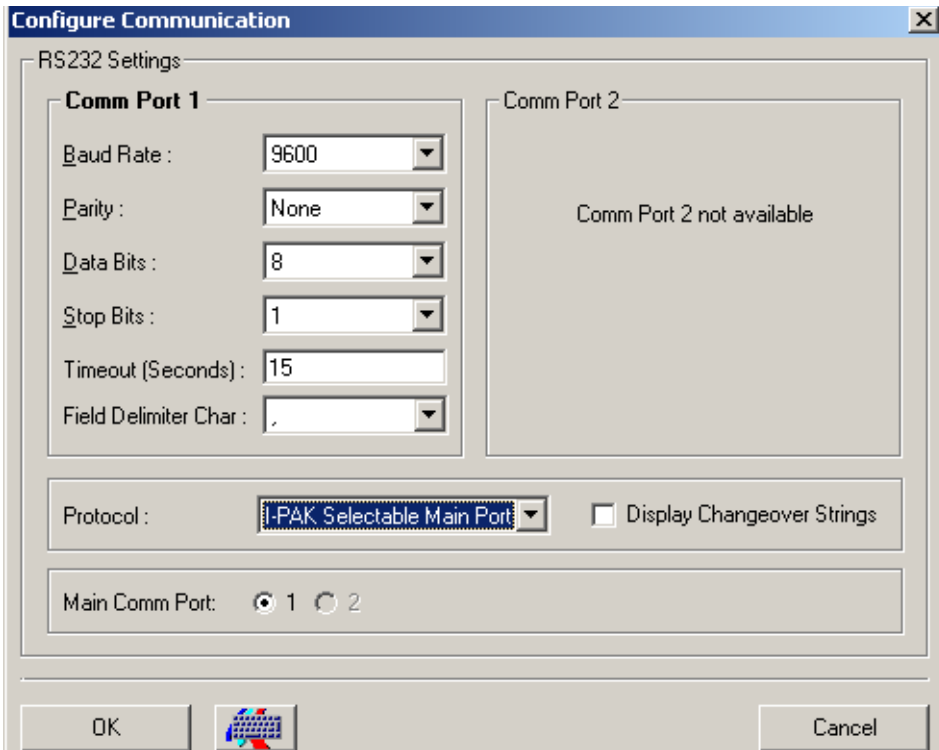 Configure Communication
RS232 Settings
Comm Port 1
Baud Rate : 9600
Parity : None
Data Bits : 8
Stop Bits : 1
Timeout (Seconds) : 15
Field Delimiter Char : ,
Comm Port 2
Comm Port 2 not available
Protocol : I-PAK Selectable Main Port Display Changeover Strings
Main Comm Port: 1 2
OK Cancel